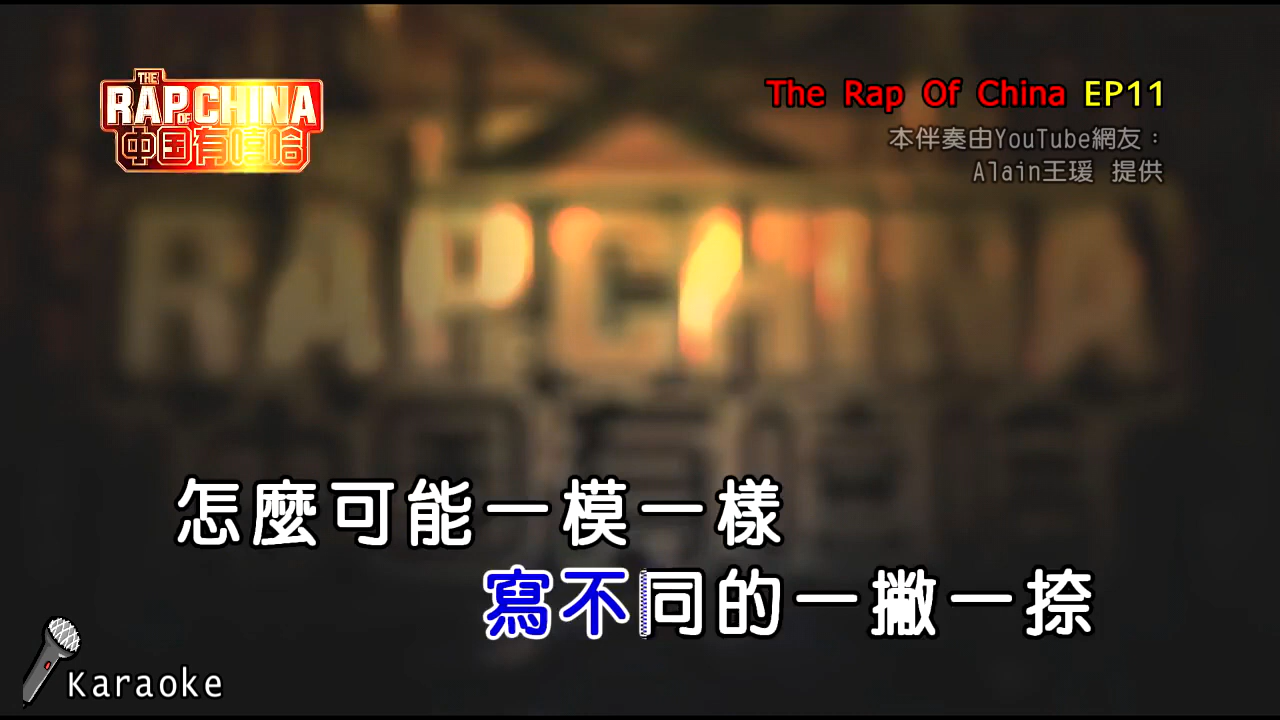 THE
RAP OF CHINA
中国有嘻哈
The Rap Of China EP11
本伴奏由YouTube網友：
Alain王瑗 提供
RAP CHINA
怎麼可能一模一樣
寫不同的一撇一捺
Karaoke